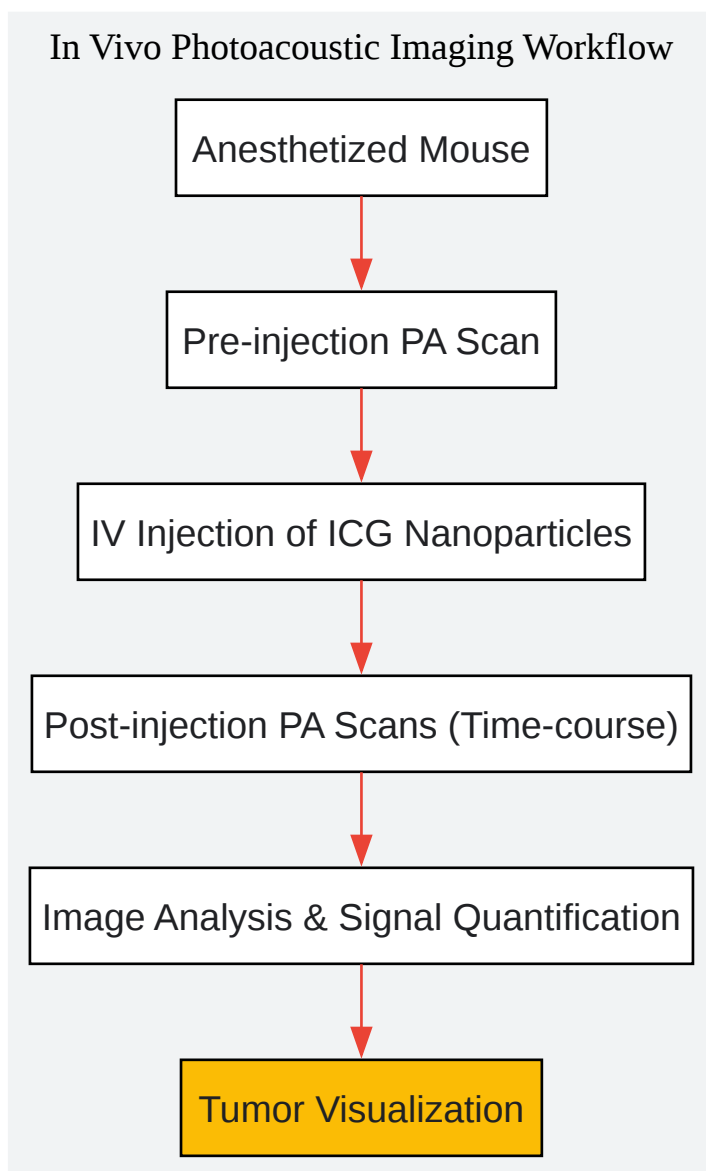 In Vivo Photoacoustic Imaging Workflow
Anesthetized Mouse
Pre-injection PA Scan
IV Injection of ICG Nanoparticles
Post-injection PA Scans (Time-course)
Image Analysis & Signal Quantification
Tumor Visualization